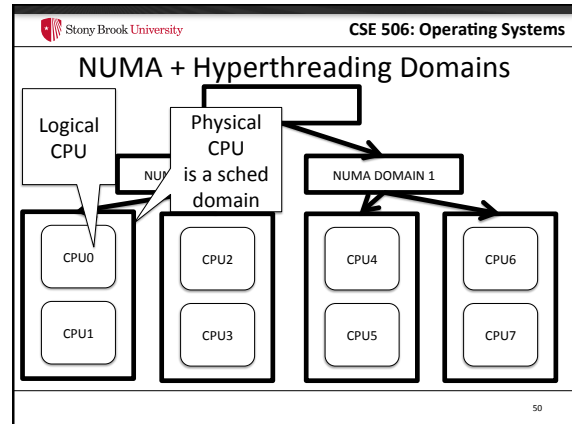 Stony Brook University
CSE 506: Operating Systems
NUMA + Hyperthreading Domains
Logical
CPU
Physical
CPU
is a sched
domain
NUMA DOMAIN 1
CPU0
CPU2
CPU4
CPU6
CPU1
CPU3
CPU5
CPU7
50